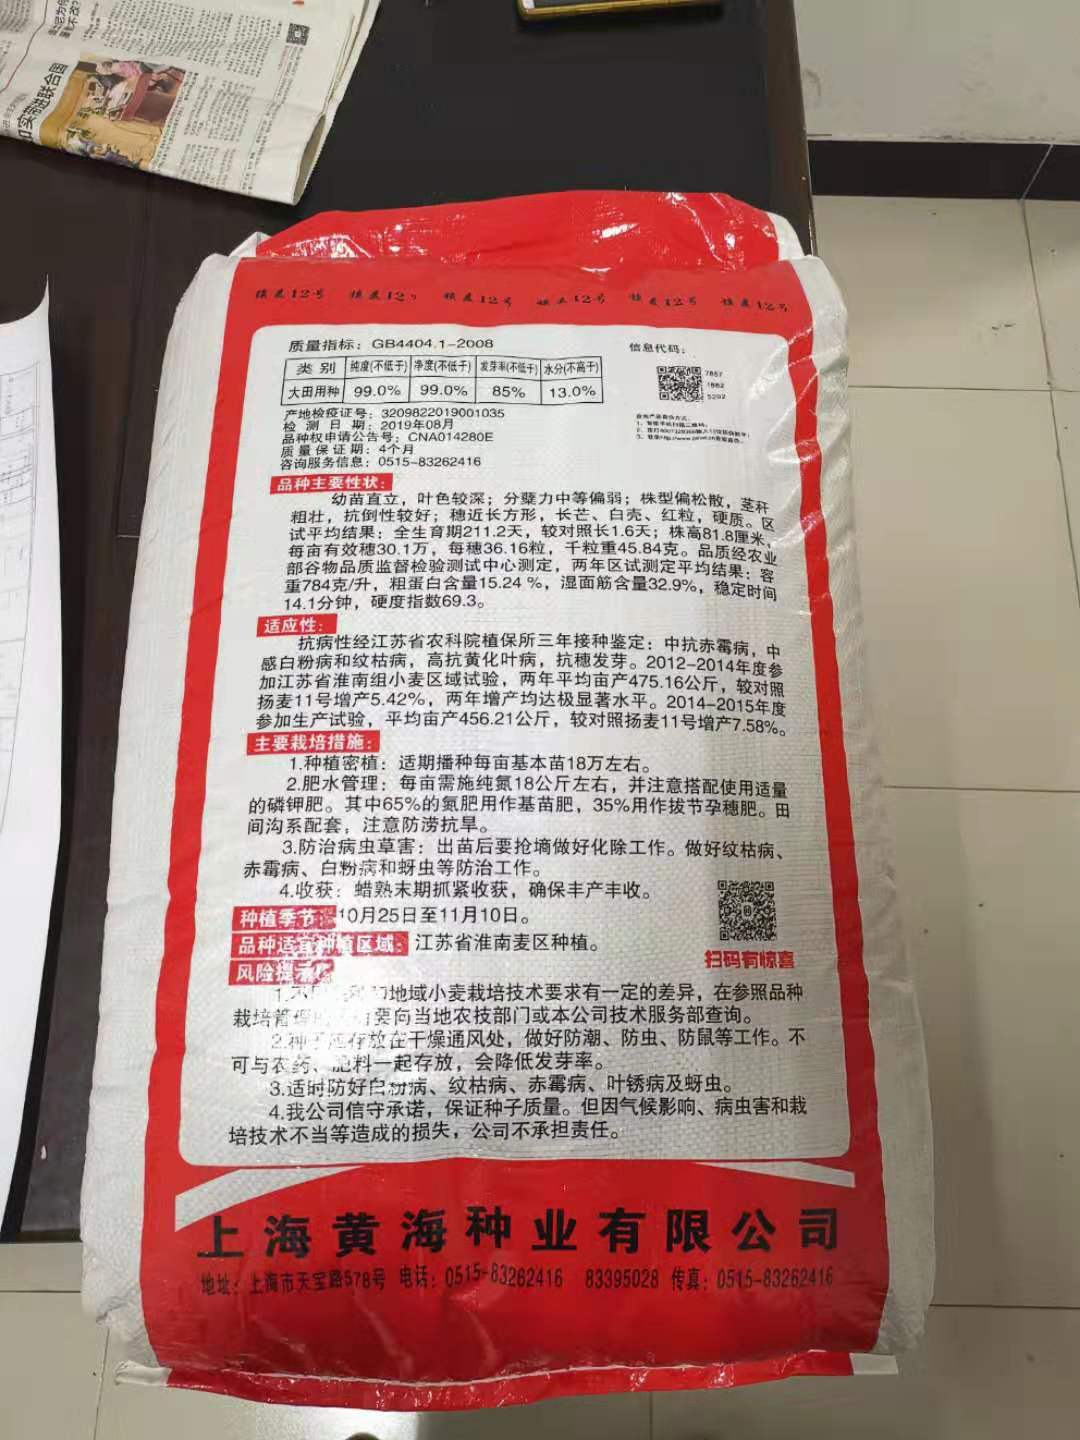 镇麦12号 镇麦12号 镇麦12号 镇麦12号 镇麦12号 镇麦12号
质量指标：GB4404.1-2008
信息代码：
类 别 纯度(不低于) 净度(不低于) 发芽率(不低于) 水分(不高于)
大田用种 99.0% 99.0% 85% 13.0%
7857
1882
5292
产地检疫证号：3209822019001035
检 测 日 期：2019年08月
品种权申请公告号：CNA014280E
质 量 保 证 期：4个月
咨询服务信息：0515-83262416
品种主要性状：
幼苗直立，叶色较深；分蘖力中等偏弱；株型偏松散，茎秆
粗壮，抗倒性较好；穗近长方形，长芒、白壳、红粒，硬质。区
试平均结果：全生育期211.2天，较对照长1.6天；株高81.8厘米，
每亩有效穗30.1万，每穗36.16粒，千粒重45.84克。品质经农业
部谷物品质监督检验测试中心测定，两年区试测定平均结果：容
重784克/升，粗蛋白含量15.24 %，湿面筋含量32.9%，稳定时间
14.1分钟，硬度指数69.3。
适应性：
抗病性经江苏省农科院植保所三年接种鉴定：中抗赤霉病，中
感白粉病和纹枯病，高抗黄化叶病，抗穗发芽。2012-2014年度参
加江苏省淮南组小麦区域试验，两年平均亩产475.16公斤，较对照
扬麦11号增产5.42%，两年增产均达极显著水平。2014-2015年度
参加生产试验，平均亩产456.21公斤，较对照扬麦11号增产7.58%。
主要栽培措施：
1.种植密植：适期播种每亩基本苗18万左右。
2.肥水管理：每亩需施纯氮18公斤左右，并注意搭配使用适量
的磷钾肥。其中65%的氮肥用作基苗肥，35%用作拔节孕穗肥。田
间沟系配套，注意防涝抗旱。
3.防治病虫草害：出苗后要抢墒做好化除工作。做好纹枯病、
赤霉病、白粉病和蚜虫等防治工作。
4.收获：蜡熟末期抓紧收获，确保丰产丰收。
种植季节：10月25日至11月10日。
品种适宜种植区域：江苏省淮南麦区种植。
扫码有惊喜
风险提示：
1.不同 地域小麦栽培技术要求有一定的差异，在参照品种
栽培管理 要向当地农技部门或本公司技术服务部查询。
2.种子应存放在干燥通风处，做好防潮、防虫、防鼠等工作。不
可与农药、肥料一起存放，会降低发芽率。
3.适时防好白粉病、纹枯病、赤霉病、叶锈病及蚜虫。
4.我公司信守承诺，保证种子质量。但因气候影响、病虫害和栽
培技术不当等造成的损失，公司不承担责任。
上海黄海种业有限公司
地址：上海市天宝路578号 电话：0515-83262416 83395028 传真：0515-83262416